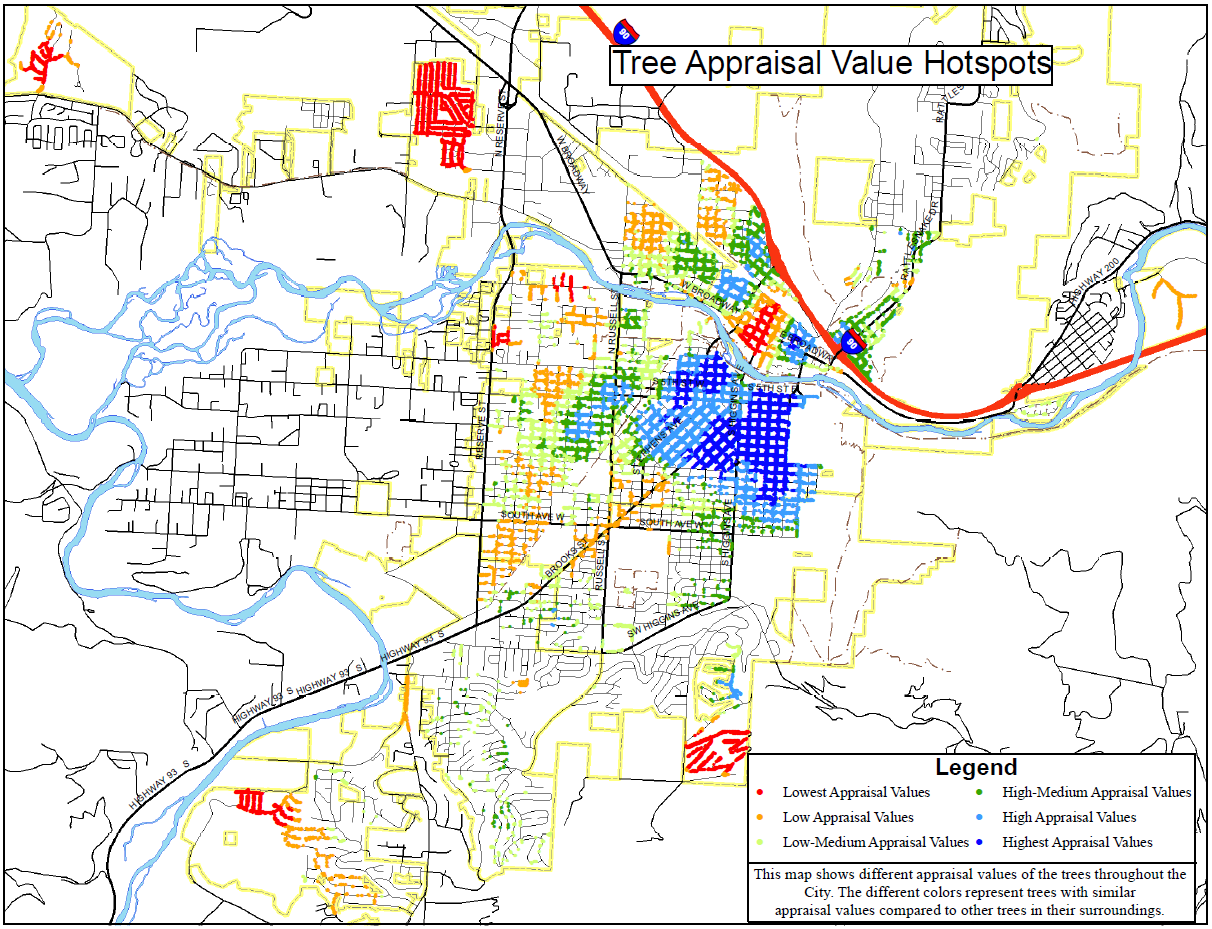 90
Tree Appraisal Value Hotspots
RATTLES
N RESERVE ST
W BROADWAY
RATTLESNAKE DR
HIGHWAY 200
W BROADWAY
N RUSSELL ST
E BROADWAY
90
S 5TH ST E
S HIGGINS AVE
RESERVE ST
STEPHENS AVE
SOUTH AVE W
SOUTH AVE W
S HIGGINS AVE
BROOKS ST
RUSSELL ST
SW HIGGINS AVE
HIGHWAY 93 S
HIGHWAY 93 S
HIGHWAY 93 S
HIGHWAY 93 S
Legend
Lowest Appraisal Values
High-Medium Appraisal Values
Low Appraisal Values
High Appraisal Values
Low-Medium Appraisal Values
Highest Appraisal Values
This map shows different appraisal values of the trees throughout the
City. The different colors represent trees with similar
appraisal values compared to other trees in their surroundings.